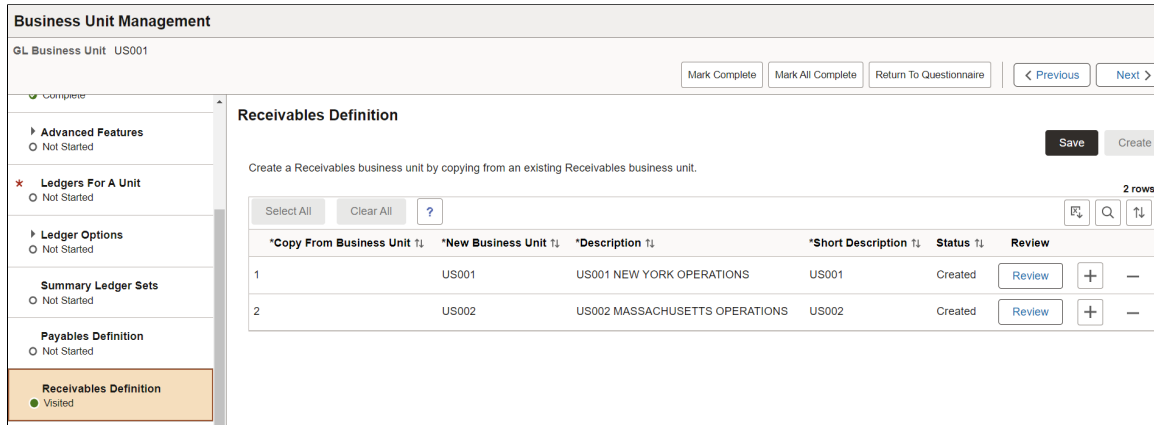 Business Unit Management
GL Business Unit US001
Mark Complete Mark All Complete Return To Questionnaire Previous Next
Complete
Advanced Features
Not Started
* Ledgers For A Unit
Not Started
Ledger Options
Not Started
Summary Ledger Sets
Not Started
Payables Definition
Not Started
Receivables Definition
Visited
Receivables Definition
Save Create
Create a Receivables business unit by copying from an existing Receivables business unit.
2 rows
Select All Clear All ?
*Copy From Business Unit *New Business Unit *Description *Short Description Status Review
1 US001 US001 NEW YORK OPERATIONS US001 Created Review
2 US002 US002 MASSACHUSETTS OPERATIONS US002 Created Review